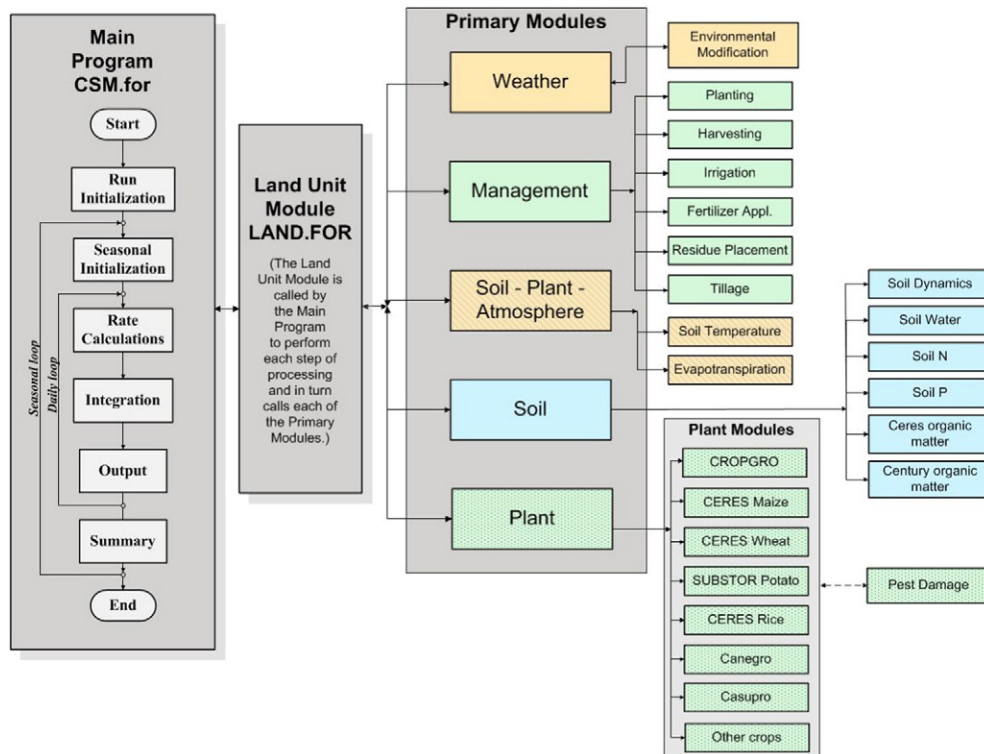 Main
Program
CSM.for
Start
Run
Initialization
Seasonal
Initialization
Rate
Calculations
Integration
Output
Summary
End
Seasonal loop
Daily loop
Land Unit
Module
LAND.FOR
(The Land
Unit Module is
called by
the Main
Program
to perform
each step of
processing
and in turn
calls each of
the Primary
Modules.)
Primary Modules
Weather
Management
Soil - Plant -
Atmosphere
Soil
Plant
Environmental
Modification
Planting
Harvesting
Irrigation
Fertilizer Appl.
Residue Placement
Tillage
Soil Temperature
Evapotranspiration
Soil Dynamics
Soil Water
Soil N
Soil P
Ceres organic
matter
Century organic
matter
Plant Modules
CROPGRO
CERES Maize
CERES Wheat
SUBSTOR Potato
CERES Rice
Canegro
Casupro
Other crops
Pest Damage